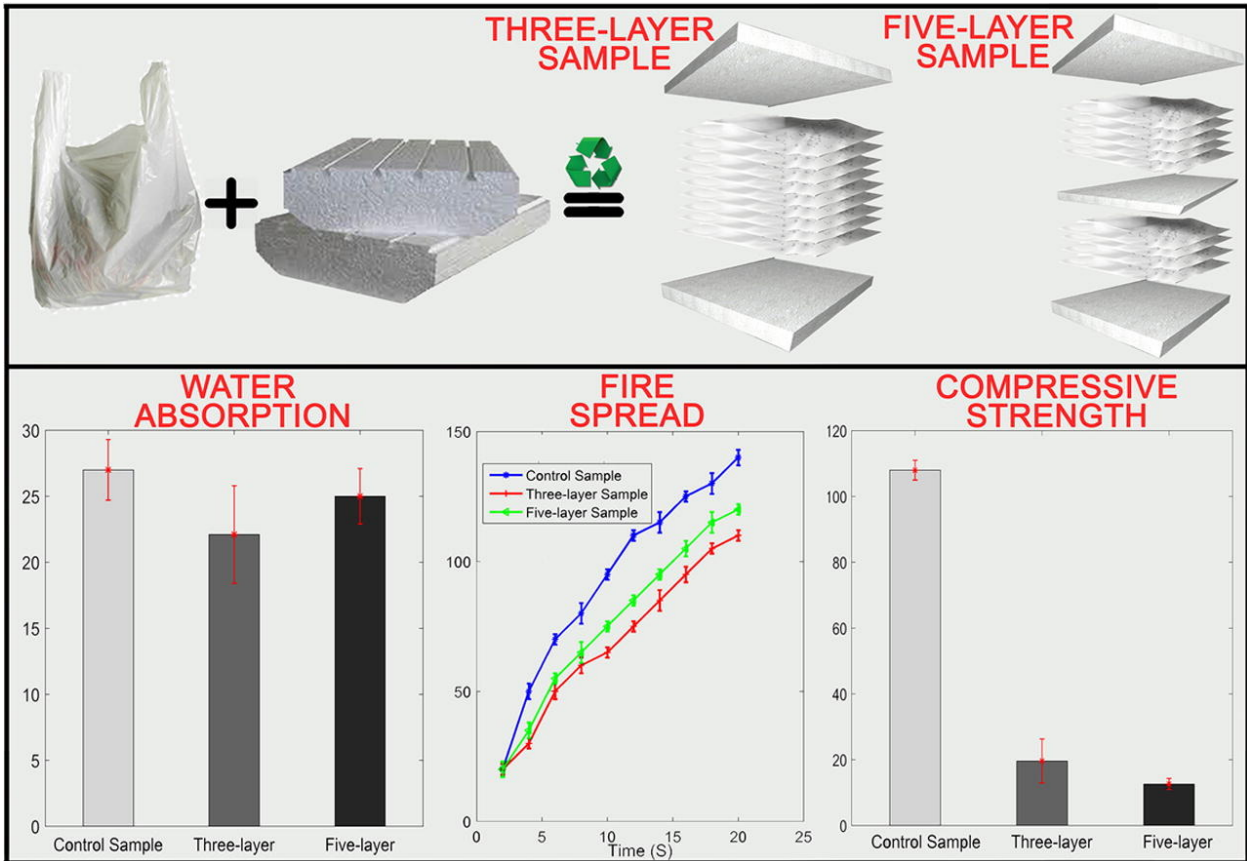 THREE-LAYER
SAMPLE
FIVE-LAYER
SAMPLE
WATER
ABSORPTION
30
25
20
15
10
5
0
Control Sample
Three-layer
Five-layer
FIRE
SPREAD
150
100
50
0
Control Sample
Three-layer Sample
Five-layer Sample
0
5
10
15
20
25
Time (S)
COMPRESSIVE
STRENGTH
120
100
80
60
40
20
0
Control Sample
Three-layer
Five-layer